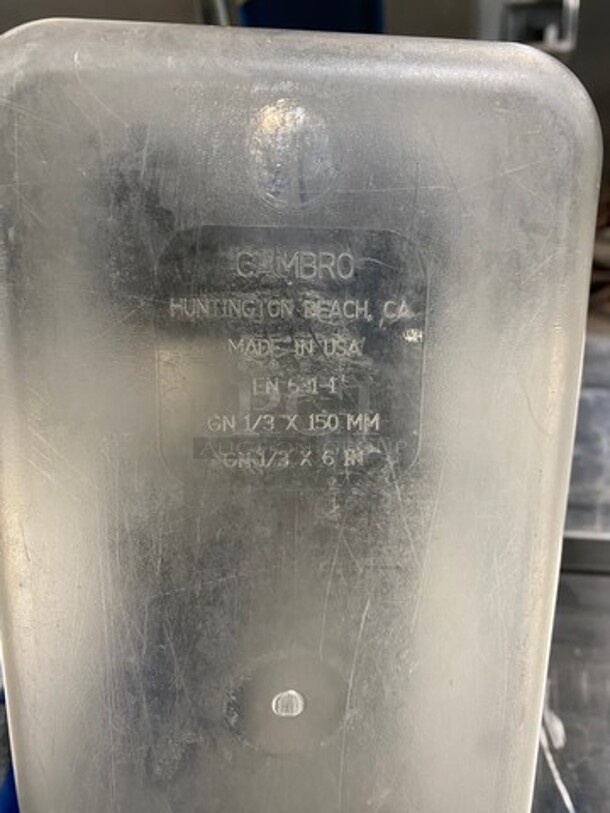 CAMBRO
HUNTINGTON BEACH, CA
MADE IN USA
EN 631-1
GN 1/3 X 150 MM
GN 1/3 X 6 IN